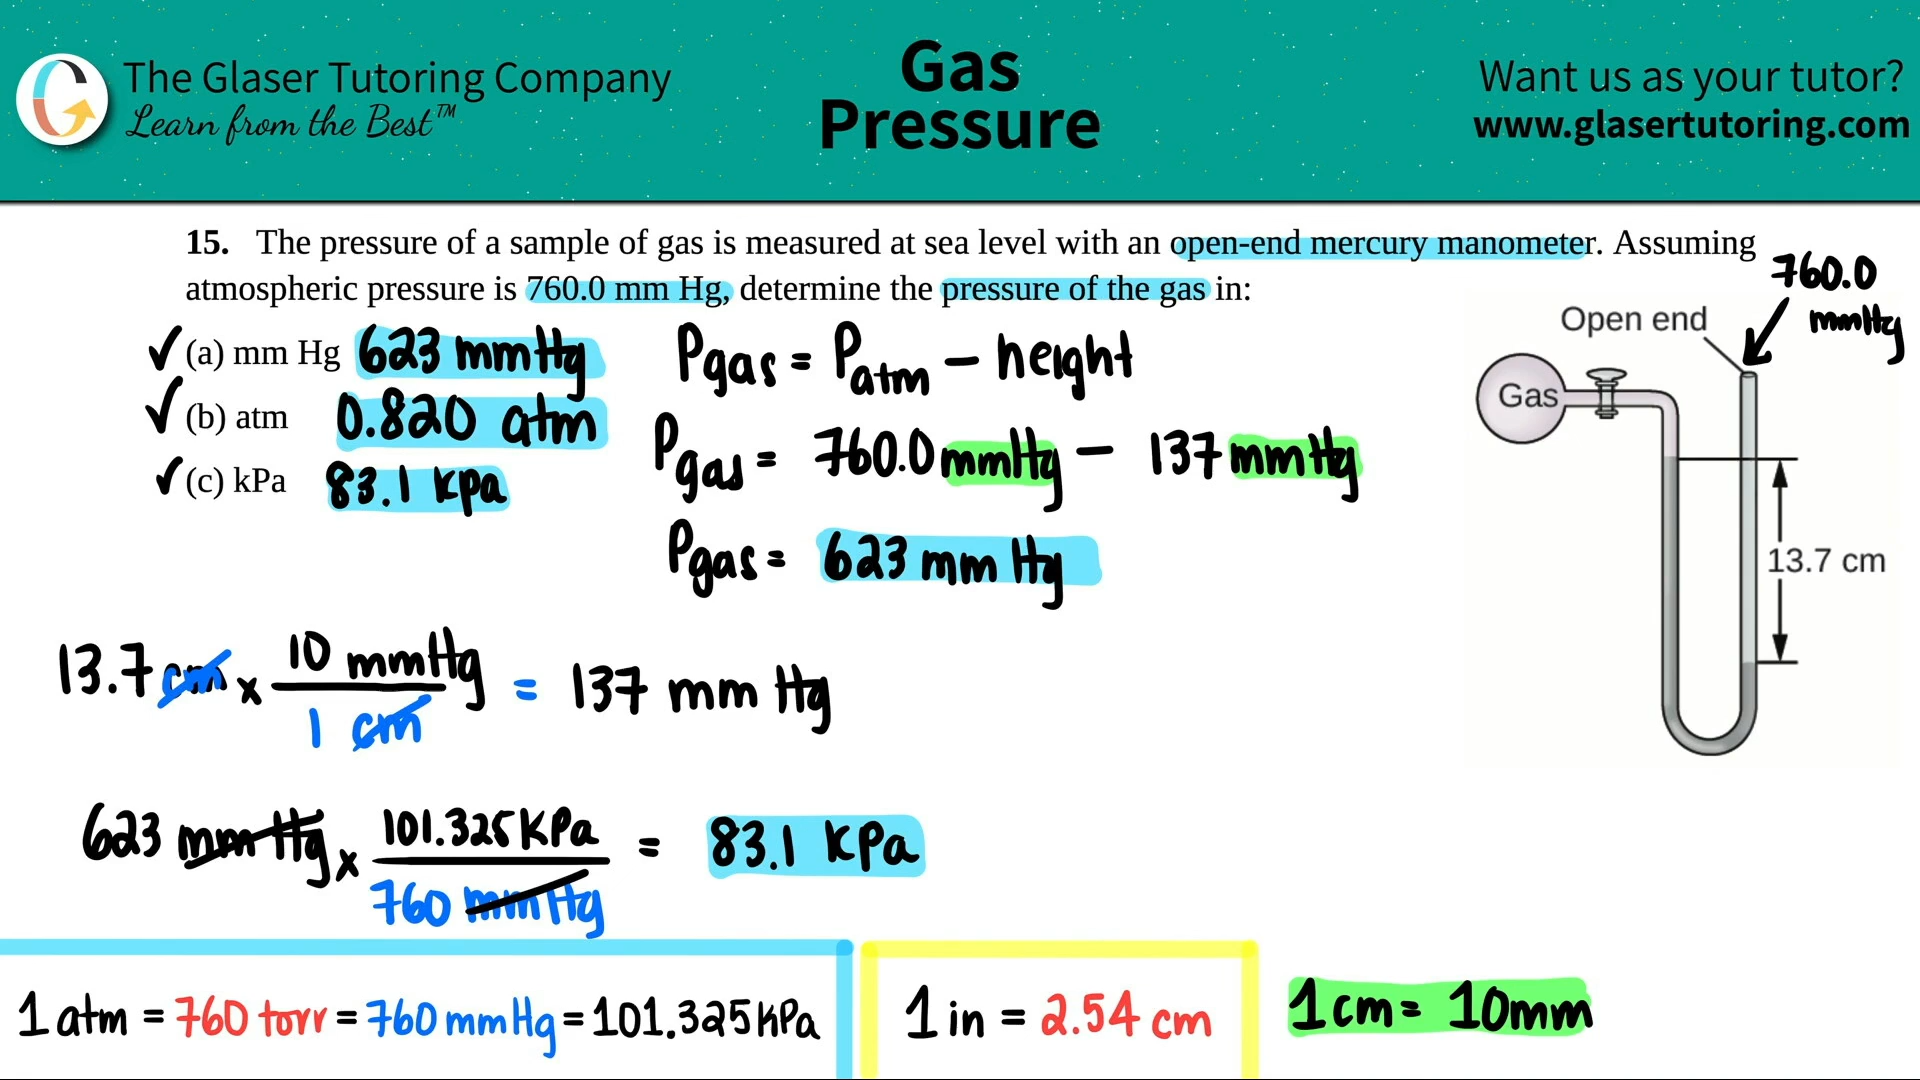 The Glaser Tutoring Company
Learn from the Best™
Gas
Pressure
Want us as your tutor?
www.glasertutoring.com
15. The pressure of a sample of gas is measured at sea level with an open-end mercury manometer. Assuming
atmospheric pressure is 760.0 mm Hg, determine the pressure of the gas in:
✓ (a) mm Hg 623 mmHg
✓ (b) atm 0.820 atm
✓ (c) kPa 83.1 kPa
Pgas = Patm − height
Pgas = 760.0 mmHg − 137 mmHg
Pgas = 623 mm Hg
760.0
mmHg
Open end
Gas
13.7 cm
13.7 cm x 10 mmHg / 1 cm = 137 mm Hg
623 mm Hg x 101.325 KPa / 760 mmHg = 83.1 KPa
1 atm = 760 torr = 760 mmHg = 101.325 kPa
1 in = 2.54 cm
1cm = 10mm